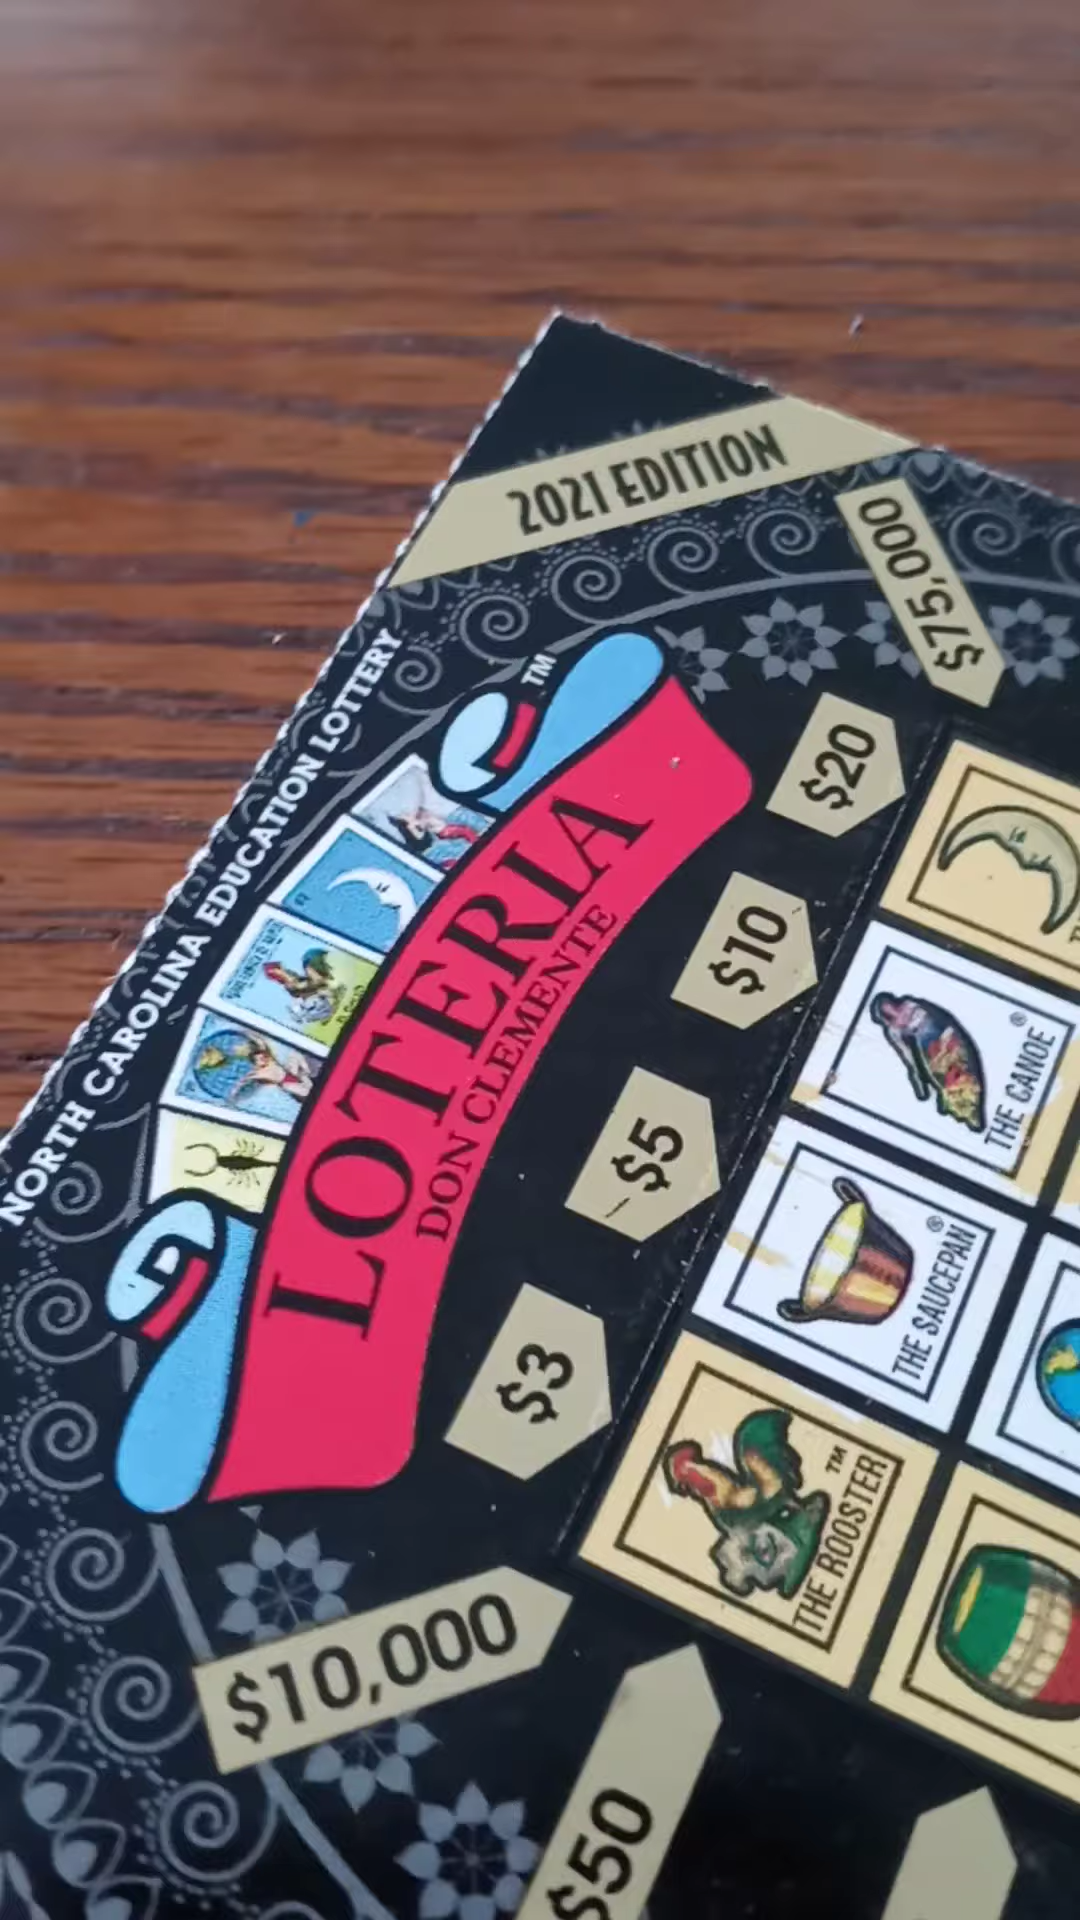 2021 EDITION
$75,000
NORTH CAROLINA EDUCATION LOTTERY
TM
LOTERIA
DON CLEMENTE
$20
$10
THE CANOE ®
$5
THE SAUCEPAN ®
$3
THE ROOSTER TM
$10,000
$50